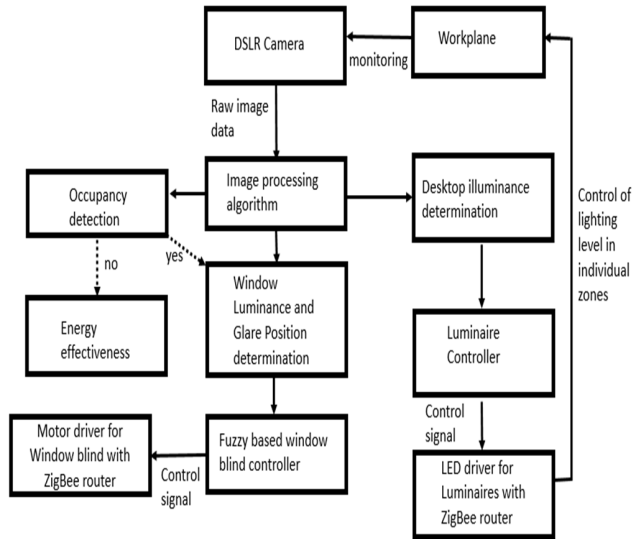 DSLR Camera
Workplane
monitoring
Raw image
data
Image processing
algorithm
Occupancy
detection
Desktop illuminance
determination
Control of
lighting
level in
individual
zones
no
yes
Window
Luminance and
Glare Position
determination
Energy
effectiveness
Luminaire
Controller
Motor driver for
Window blind with
ZigBee router
Control
signal
Fuzzy based window
blind controller
Control
signal
LED driver for
Luminaires with
ZigBee router